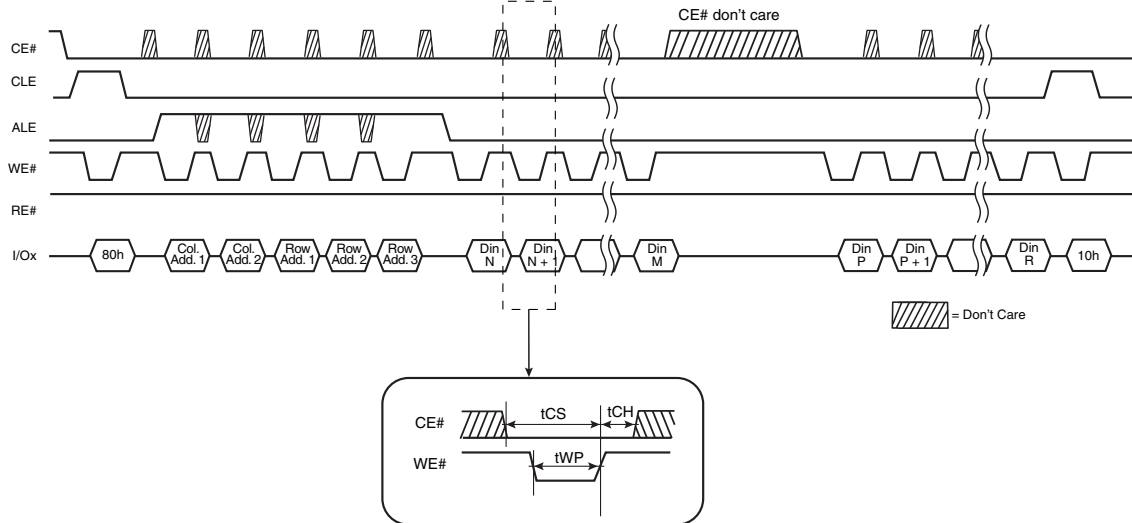 CE# don't care
CE#
CLE
ALE
WE#
RE#
I/Ox
80h
Col.
Add. 1
Col.
Add. 2
Row
Add. 1
Row
Add. 2
Row
Add. 3
Din
N
Din
N + 1
Din
M
Din
P
Din
P + 1
Din
R
10h
= Don't Care
CE#
tCS
tCH
WE#
tWP